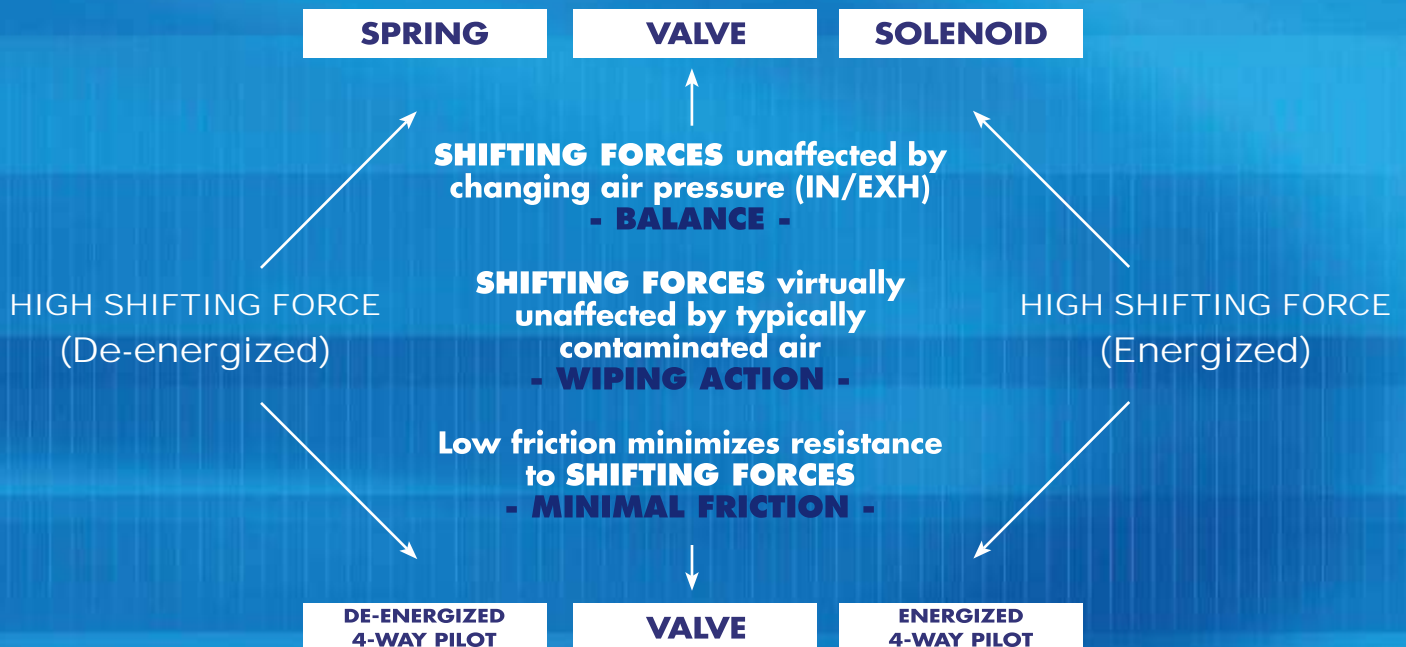 SPRING
VALVE
SOLENOID
SHIFTING FORCES unaffected by
changing air pressure (IN/EXH)
- BALANCE -
SHIFTING FORCES virtually
unaffected by typically
contaminated air
- WIPING ACTION -
HIGH SHIFTING FORCE
(De-energized)
HIGH SHIFTING FORCE
(Energized)
Low friction minimizes resistance
to SHIFTING FORCES
- MINIMAL FRICTION -
DE-ENERGIZED
4-WAY PILOT
VALVE
ENERGIZED
4-WAY PILOT